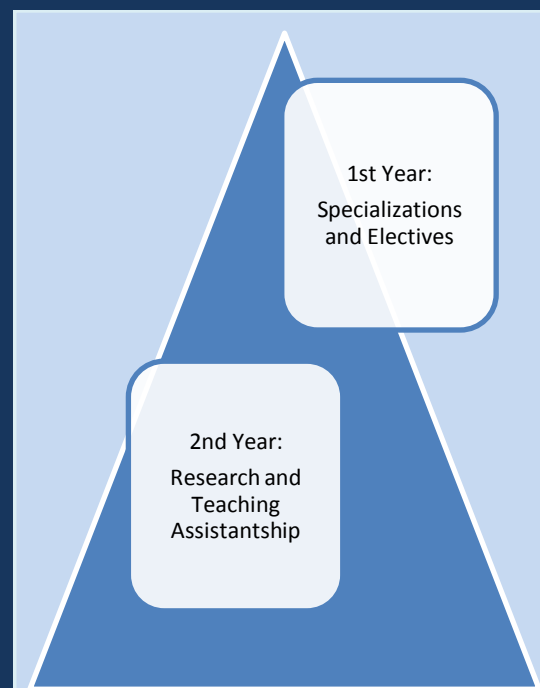 1st Year:
Specializations
and Electives
2nd Year:
Research and
Teaching
Assistantship